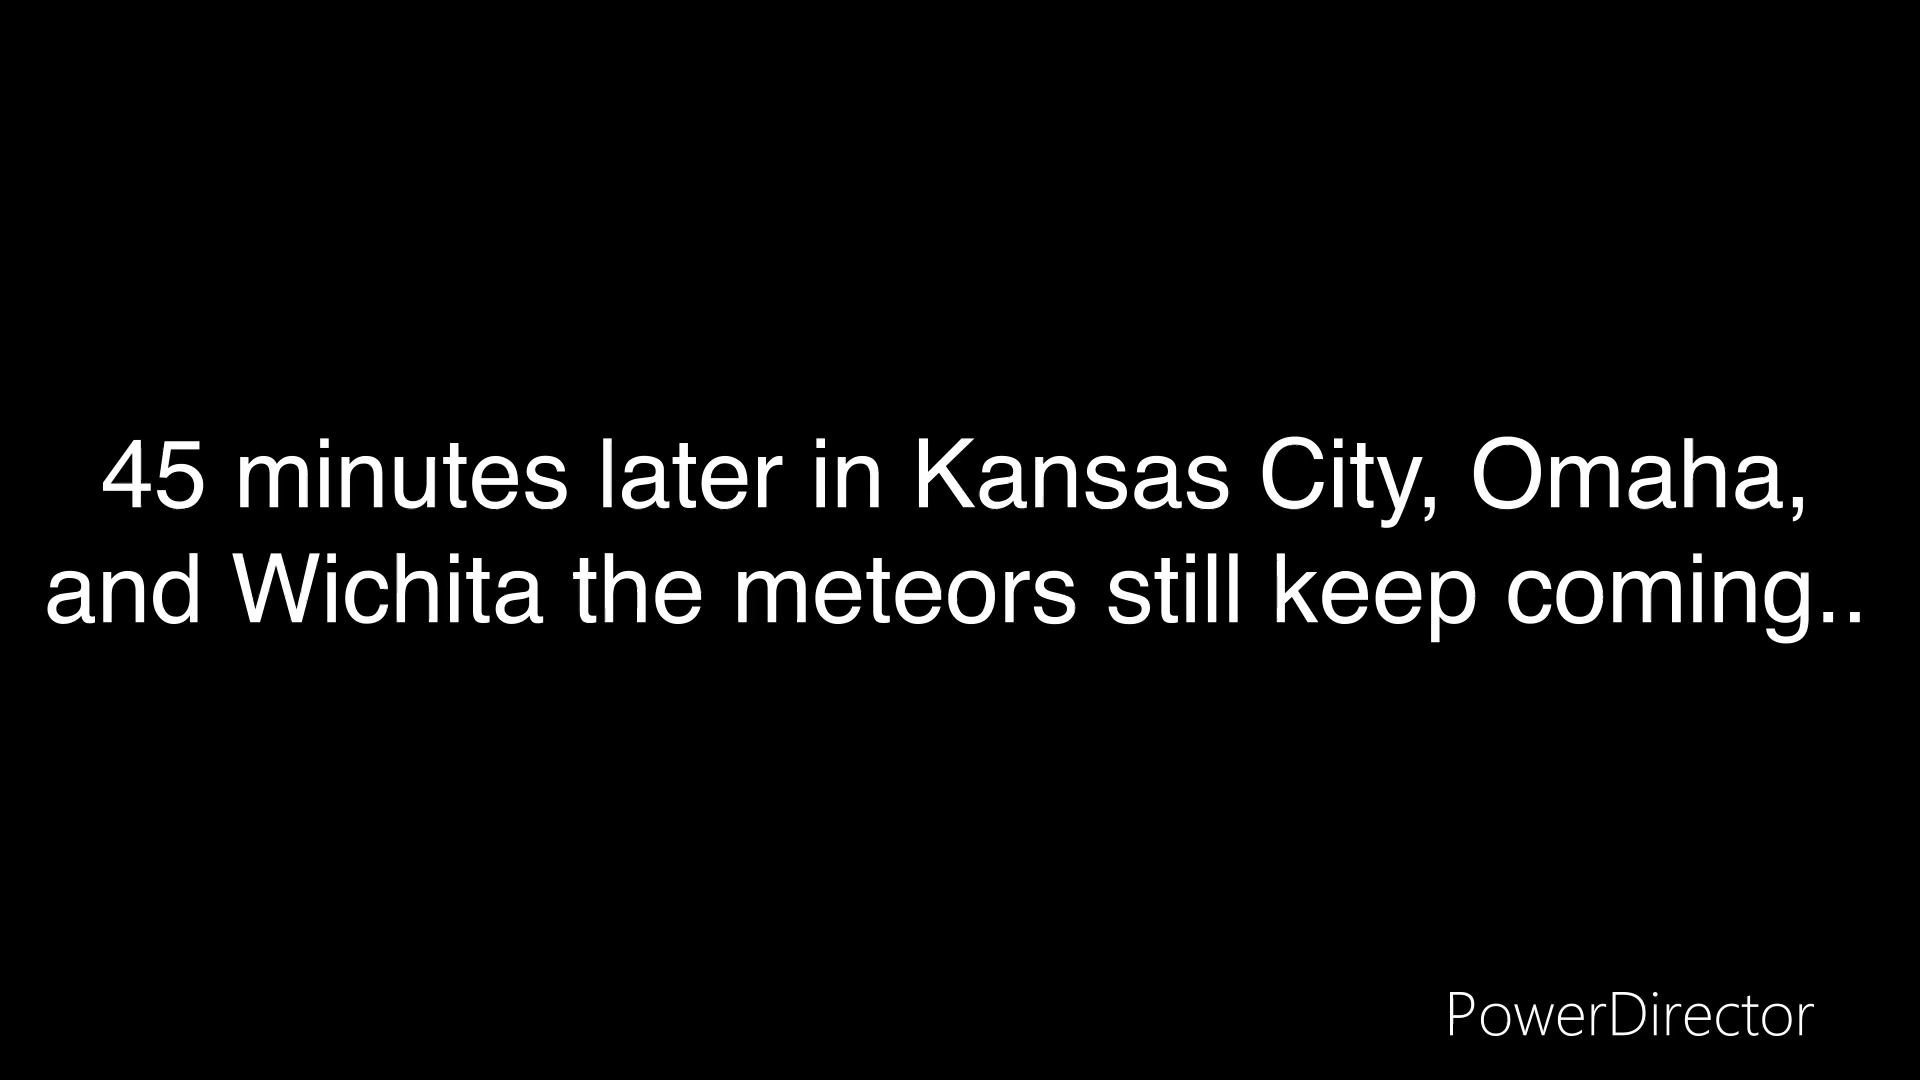 45 minutes later in Kansas City, Omaha,
and Wichita the meteors still keep coming..
PowerDirector